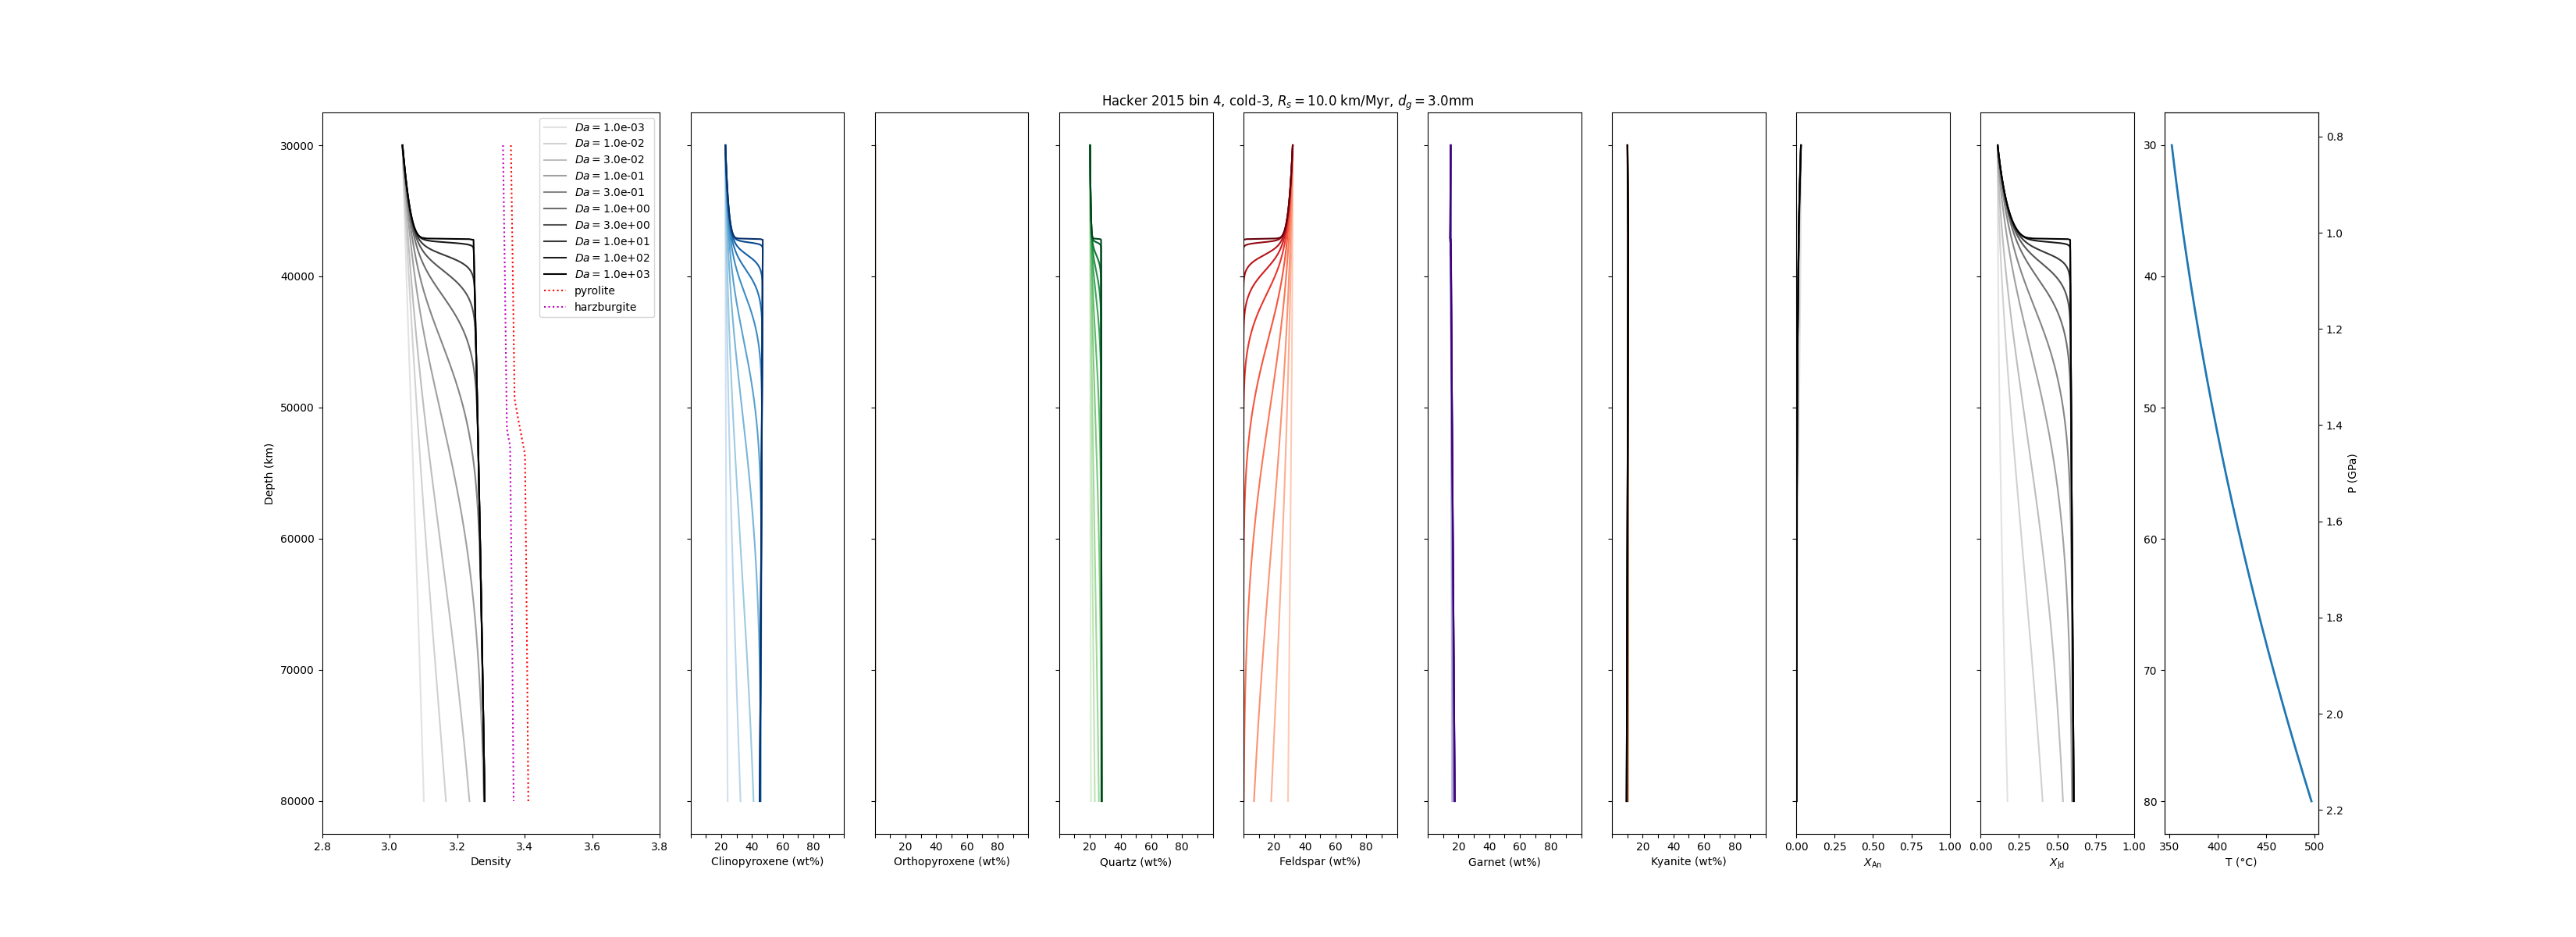 Hacker 2015 bin 4, cold-3, R_s = 10.0 km/Myr, d_g = 3.0mm
Da = 1.0e-03
Da = 1.0e-02
Da = 3.0e-02
Da = 1.0e-01
Da = 3.0e-01
Da = 1.0e+00
Da = 3.0e+00
Da = 1.0e+01
Da = 1.0e+02
Da = 1.0e+03
pyrolite
harzburgite
Depth (km)
30000
40000
50000
60000
70000
80000
2.8 3.0 3.2 3.4 3.6 3.8
Density
20 40 60 80
Clinopyroxene (wt%)
20 40 60 80
Orthopyroxene (wt%)
20 40 60 80
Quartz (wt%)
20 40 60 80
Feldspar (wt%)
20 40 60 80
Garnet (wt%)
20 40 60 80
Kyanite (wt%)
0.00 0.25 0.50 0.75 1.00
X_An
0.00 0.25 0.50 0.75 1.00
X_Jd
30
40
50
60
70
80
350 400 450 500
T (°C)
0.8
1.0
1.2
1.4
1.6
1.8
2.0
2.2
P (GPa)